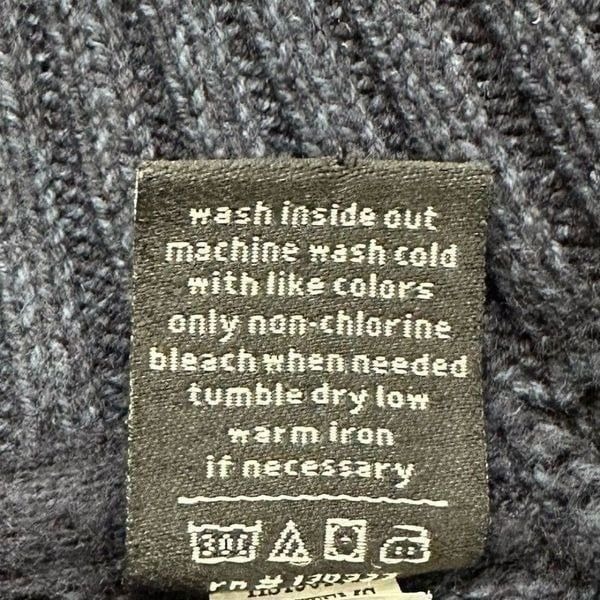 wash inside out
machine wash cold
with like colors
only non-chlorine
bleach when needed
tumble dry low
warm iron
if necessary
rn #